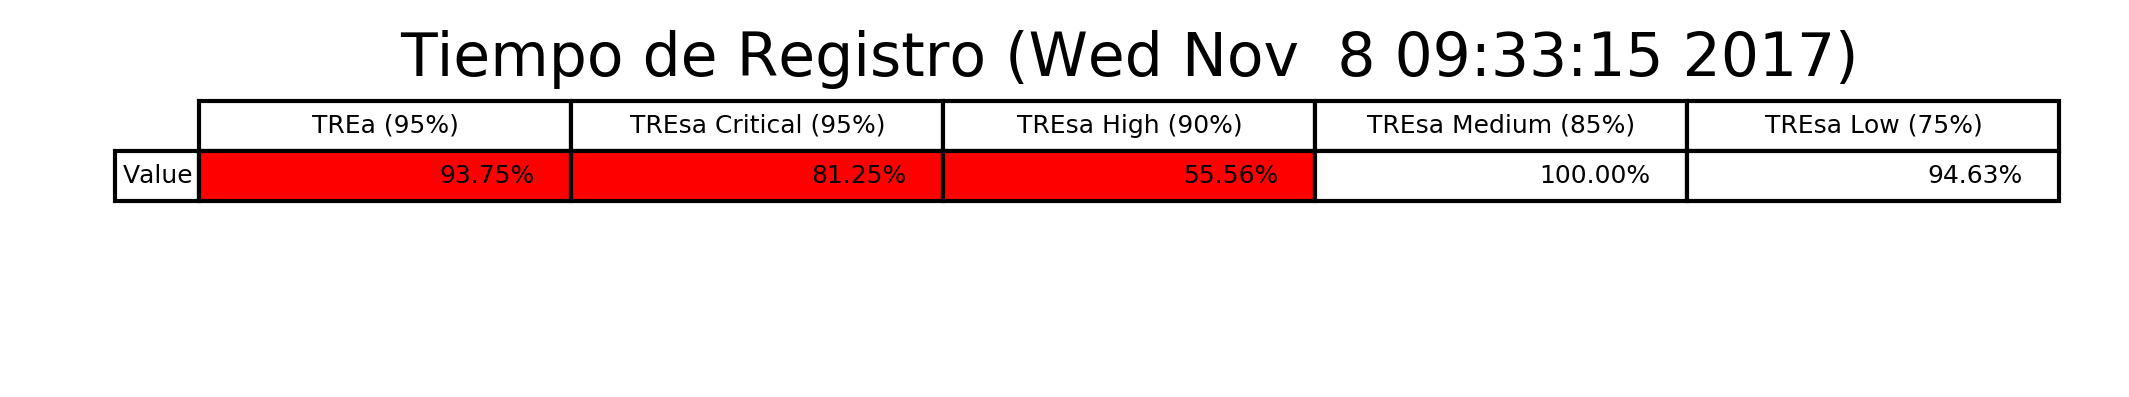 Tiempo de Registro (Wed Nov  8 09:33:15 2017)
TREa (95%) TREsa Critical (95%) TREsa High (90%) TREsa Medium (85%) TREsa Low (75%)
Value 93.75% 81.25% 55.56% 100.00% 94.63%